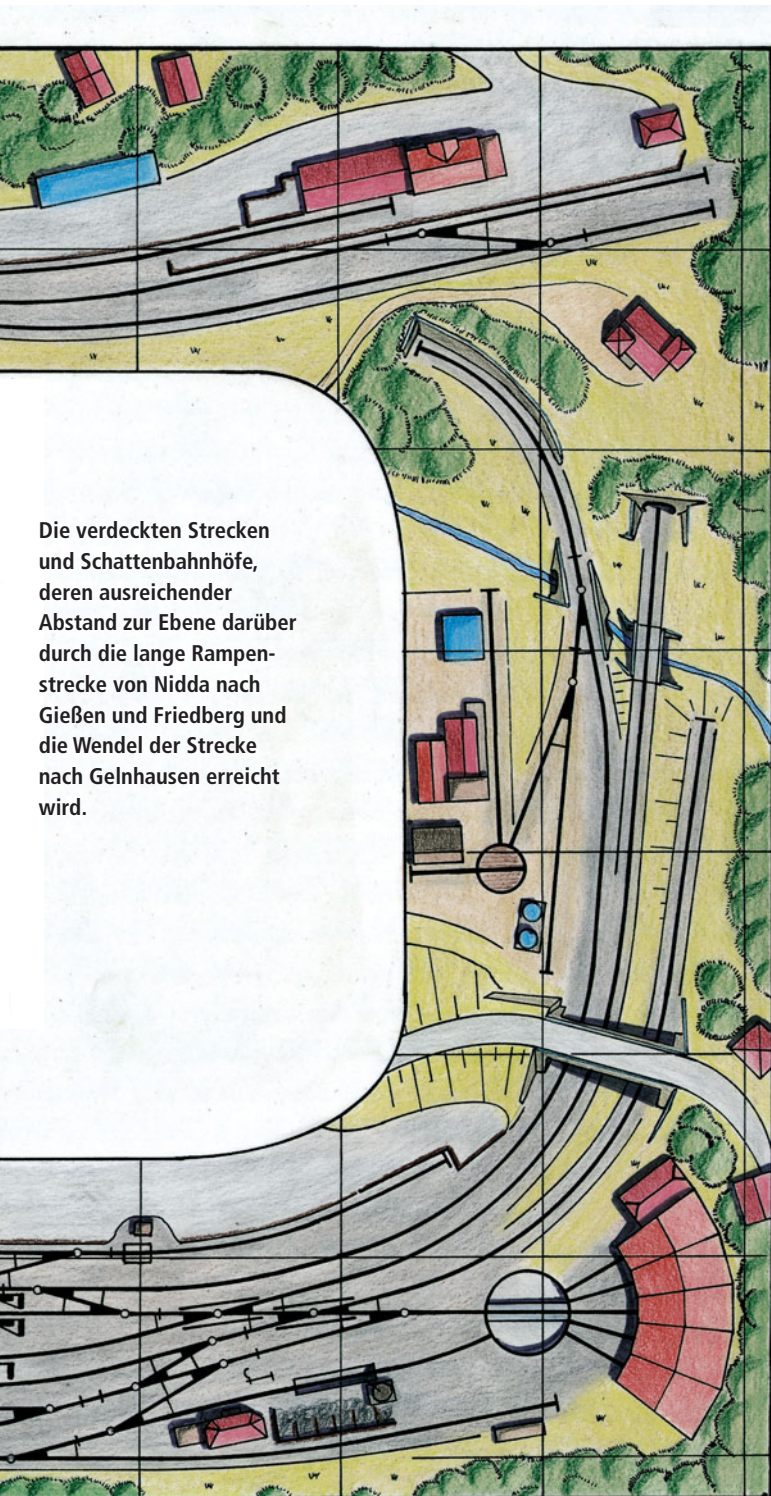 Die verdeckten Strecken
und Schattenbahnhöfe,
deren ausreichender
Abstand zur Ebene darüber
durch die lange Rampen-
strecke von Nidda nach
Gießen und Friedberg und
die Wendel der Strecke
nach Gelnhausen erreicht
wird.